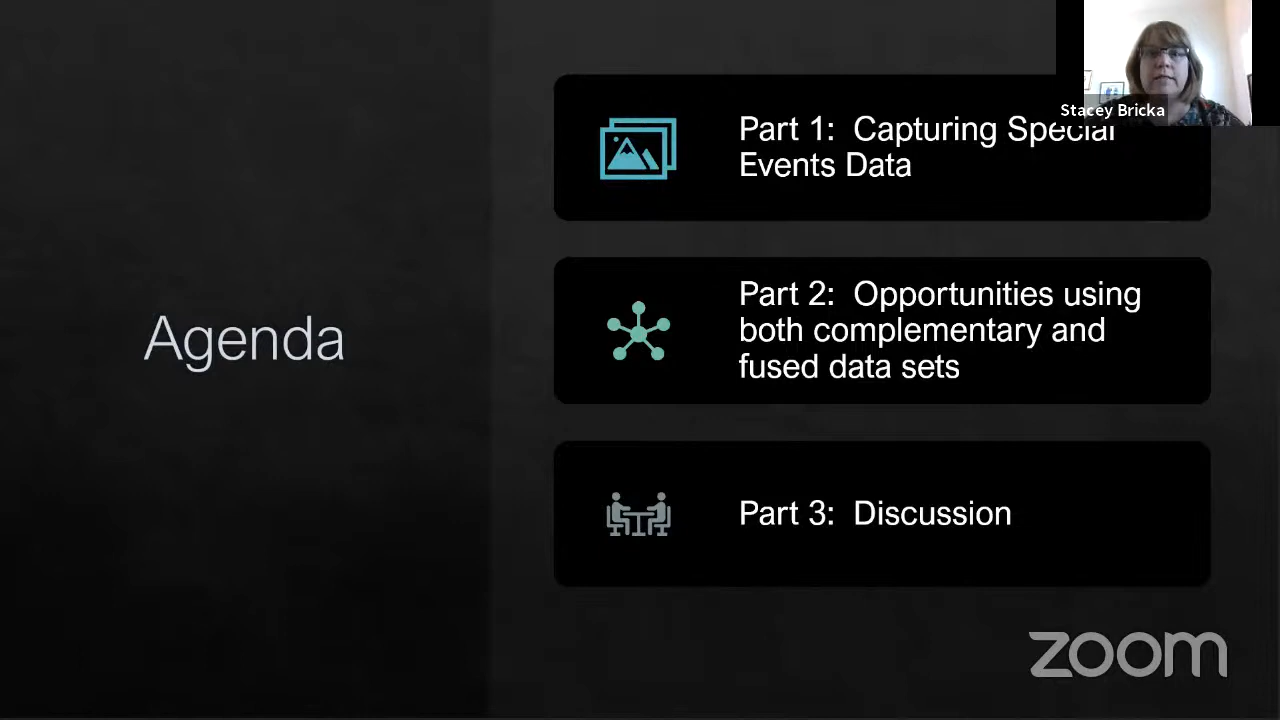 Stacey Bricka
Agenda
Part 1: Capturing Special
Events Data
Part 2: Opportunities using
both complementary and
fused data sets
Part 3: Discussion
zoom